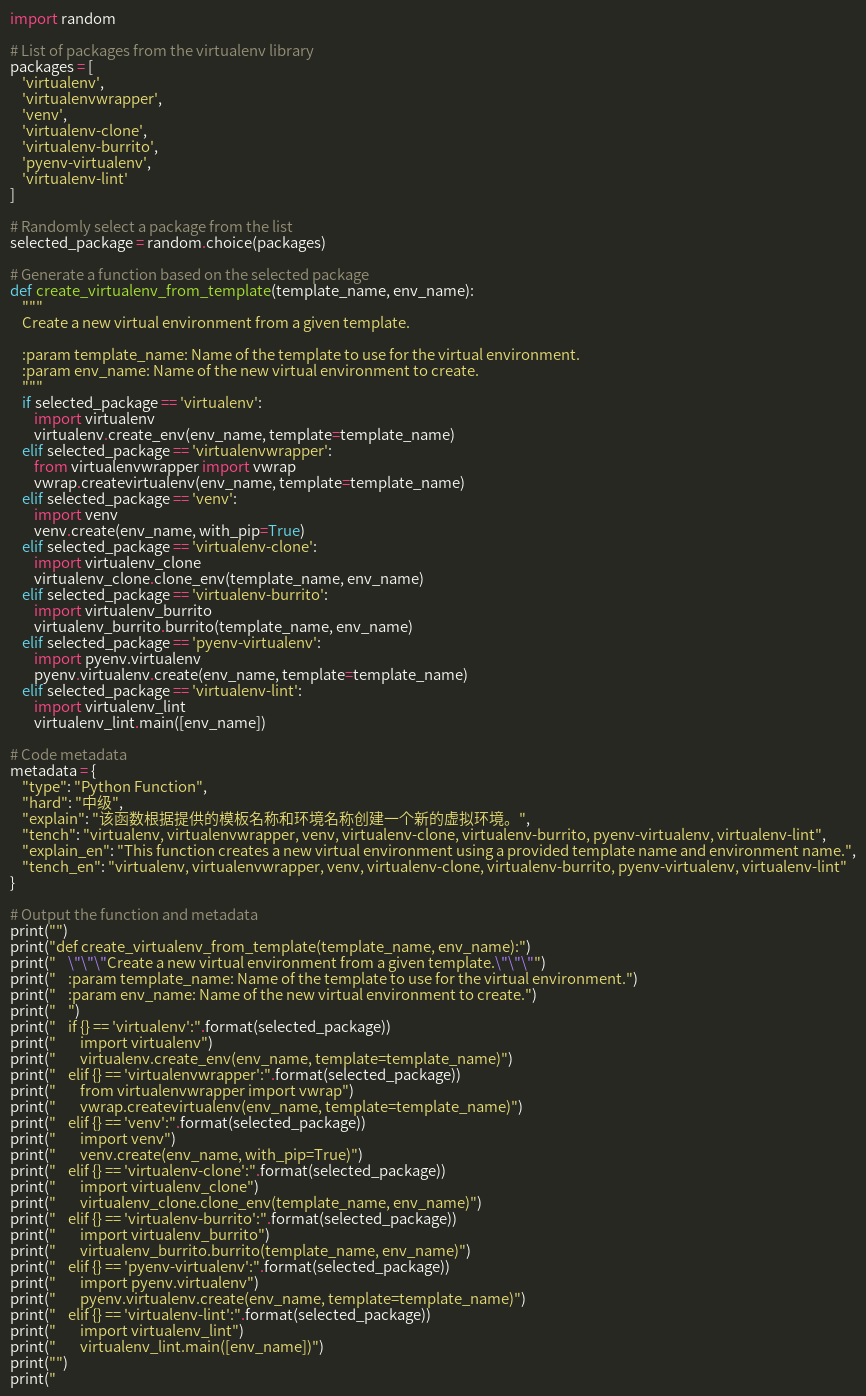 import random

# List of packages from the virtualenv library
packages = [
    'virtualenv',
    'virtualenvwrapper',
    'venv',
    'virtualenv-clone',
    'virtualenv-burrito',
    'pyenv-virtualenv',
    'virtualenv-lint'
]

# Randomly select a package from the list
selected_package = random.choice(packages)

# Generate a function based on the selected package
def create_virtualenv_from_template(template_name, env_name):
    """
    Create a new virtual environment from a given template.

    :param template_name: Name of the template to use for the virtual environment.
    :param env_name: Name of the new virtual environment to create.
    """
    if selected_package == 'virtualenv':
        import virtualenv
        virtualenv.create_env(env_name, template=template_name)
    elif selected_package == 'virtualenvwrapper':
        from virtualenvwrapper import vwrap
        vwrap.createvirtualenv(env_name, template=template_name)
    elif selected_package == 'venv':
        import venv
        venv.create(env_name, with_pip=True)
    elif selected_package == 'virtualenv-clone':
        import virtualenv_clone
        virtualenv_clone.clone_env(template_name, env_name)
    elif selected_package == 'virtualenv-burrito':
        import virtualenv_burrito
        virtualenv_burrito.burrito(template_name, env_name)
    elif selected_package == 'pyenv-virtualenv':
        import pyenv.virtualenv
        pyenv.virtualenv.create(env_name, template=template_name)
    elif selected_package == 'virtualenv-lint':
        import virtualenv_lint
        virtualenv_lint.main([env_name])

# Code metadata
metadata = {
    "type": "Python Function",
    "hard": "中级",
    "explain": "该函数根据提供的模板名称和环境名称创建一个新的虚拟环境。",
    "tench": "virtualenv, virtualenvwrapper, venv, virtualenv-clone, virtualenv-burrito, pyenv-virtualenv, virtualenv-lint",
    "explain_en": "This function creates a new virtual environment using a provided template name and environment name.",
    "tench_en": "virtualenv, virtualenvwrapper, venv, virtualenv-clone, virtualenv-burrito, pyenv-virtualenv, virtualenv-lint"
}

# Output the function and metadata
print("")
print("def create_virtualenv_from_template(template_name, env_name):")
print("    \"\"\"Create a new virtual environment from a given template.\"\"\"")
print("    :param template_name: Name of the template to use for the virtual environment.")
print("    :param env_name: Name of the new virtual environment to create.")
print("    ")
print("    if {} == 'virtualenv':".format(selected_package))
print("        import virtualenv")
print("        virtualenv.create_env(env_name, template=template_name)")
print("    elif {} == 'virtualenvwrapper':".format(selected_package))
print("        from virtualenvwrapper import vwrap")
print("        vwrap.createvirtualenv(env_name, template=template_name)")
print("    elif {} == 'venv':".format(selected_package))
print("        import venv")
print("        venv.create(env_name, with_pip=True)")
print("    elif {} == 'virtualenv-clone':".format(selected_package))
print("        import virtualenv_clone")
print("        virtualenv_clone.clone_env(template_name, env_name)")
print("    elif {} == 'virtualenv-burrito':".format(selected_package))
print("        import virtualenv_burrito")
print("        virtualenv_burrito.burrito(template_name, env_name)")
print("    elif {} == 'pyenv-virtualenv':".format(selected_package))
print("        import pyenv.virtualenv")
print("        pyenv.virtualenv.create(env_name, template=template_name)")
print("    elif {} == 'virtualenv-lint':".format(selected_package))
print("        import virtualenv_lint")
print("        virtualenv_lint.main([env_name])")
print("")
print("